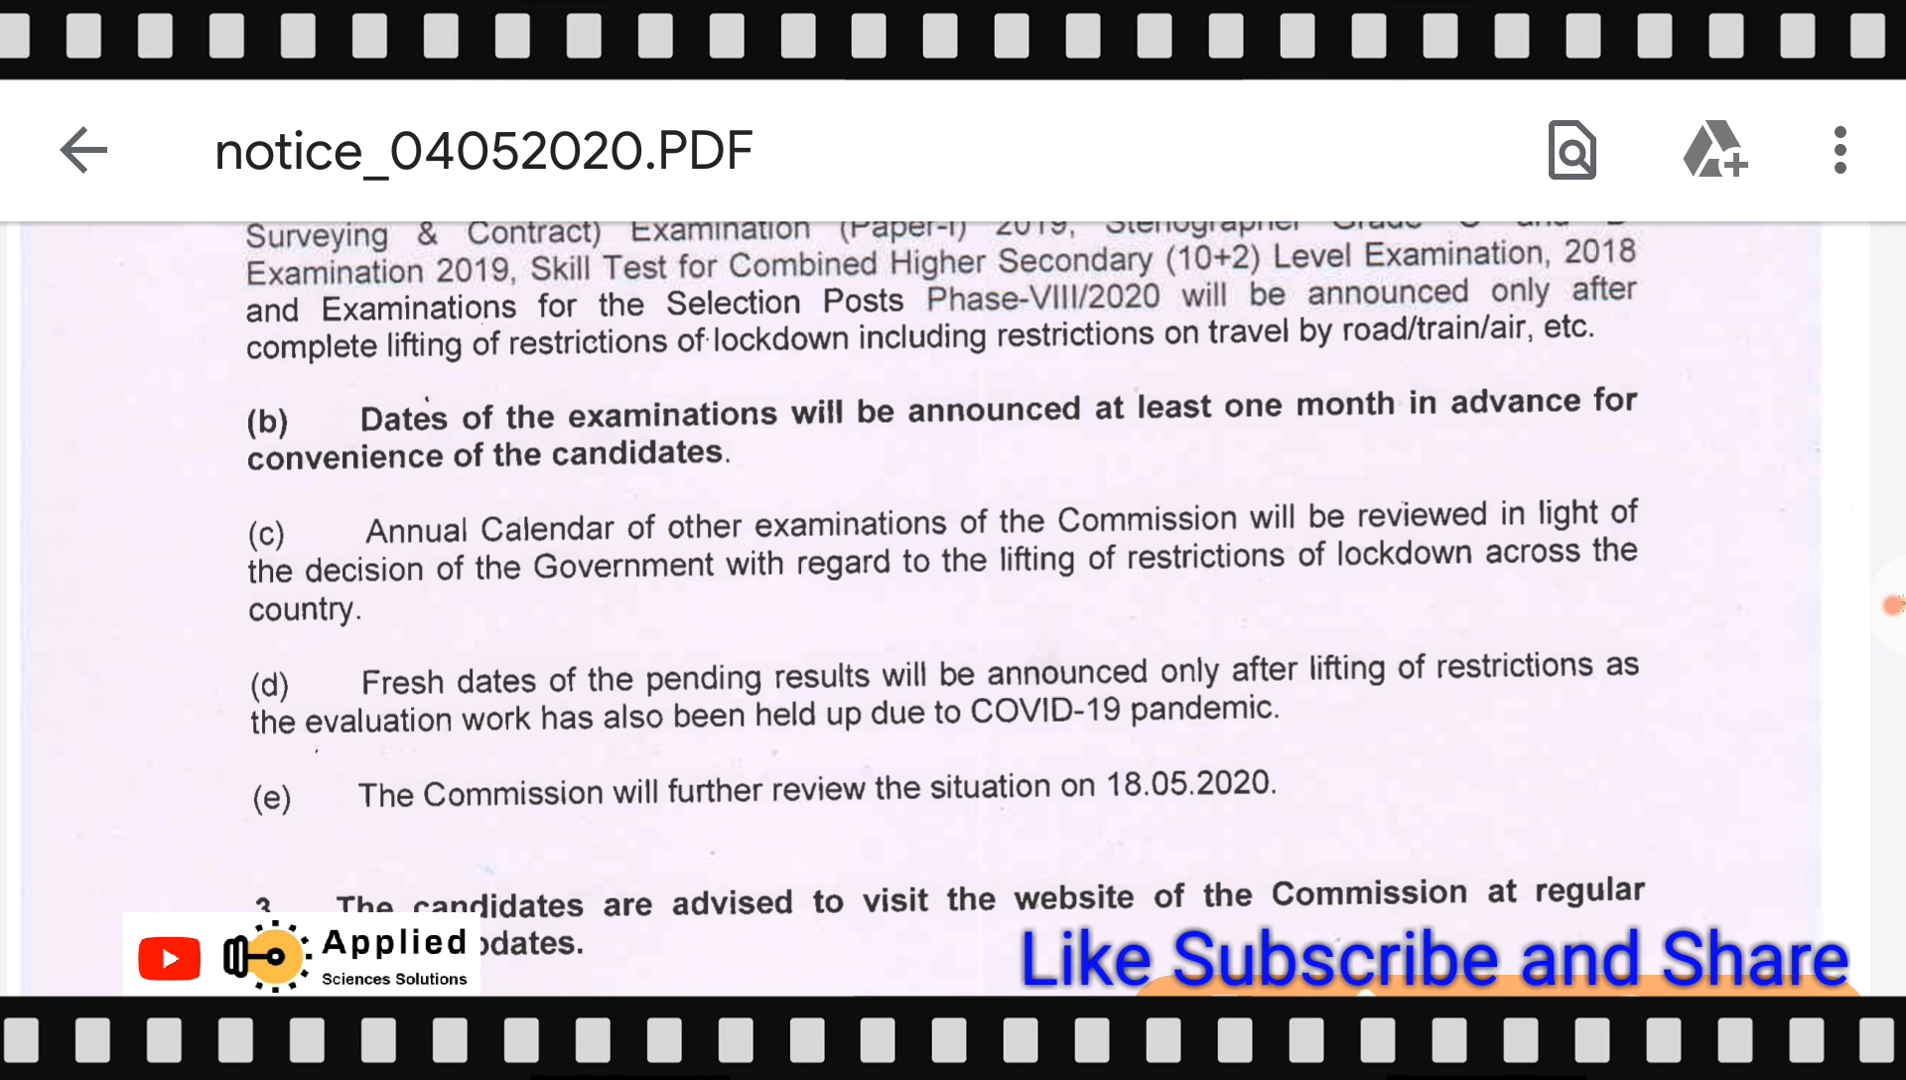 notice_04052020.PDF
Surveying & Contract) Examination (Paper-I) 2019, Stenographer Grade C and D
Examination 2019, Skill Test for Combined Higher Secondary (10+2) Level Examination, 2018
and Examinations for the Selection Posts Phase-VIII/2020 will be announced only after
complete lifting of restrictions of lockdown including restrictions on travel by road/train/air, etc.
(b) Dates of the examinations will be announced at least one month in advance for
convenience of the candidates.
(c) Annual Calendar of other examinations of the Commission will be reviewed in light of
the decision of the Government with regard to the lifting of restrictions of lockdown across the
country.
(d) Fresh dates of the pending results will be announced only after lifting of restrictions as
the evaluation work has also been held up due to COVID-19 pandemic.
(e) The Commission will further review the situation on 18.05.2020.
3. The candidates are advised to visit the website of the Commission at regular
Applied
Sciences Solutions
Like Subscribe and Share